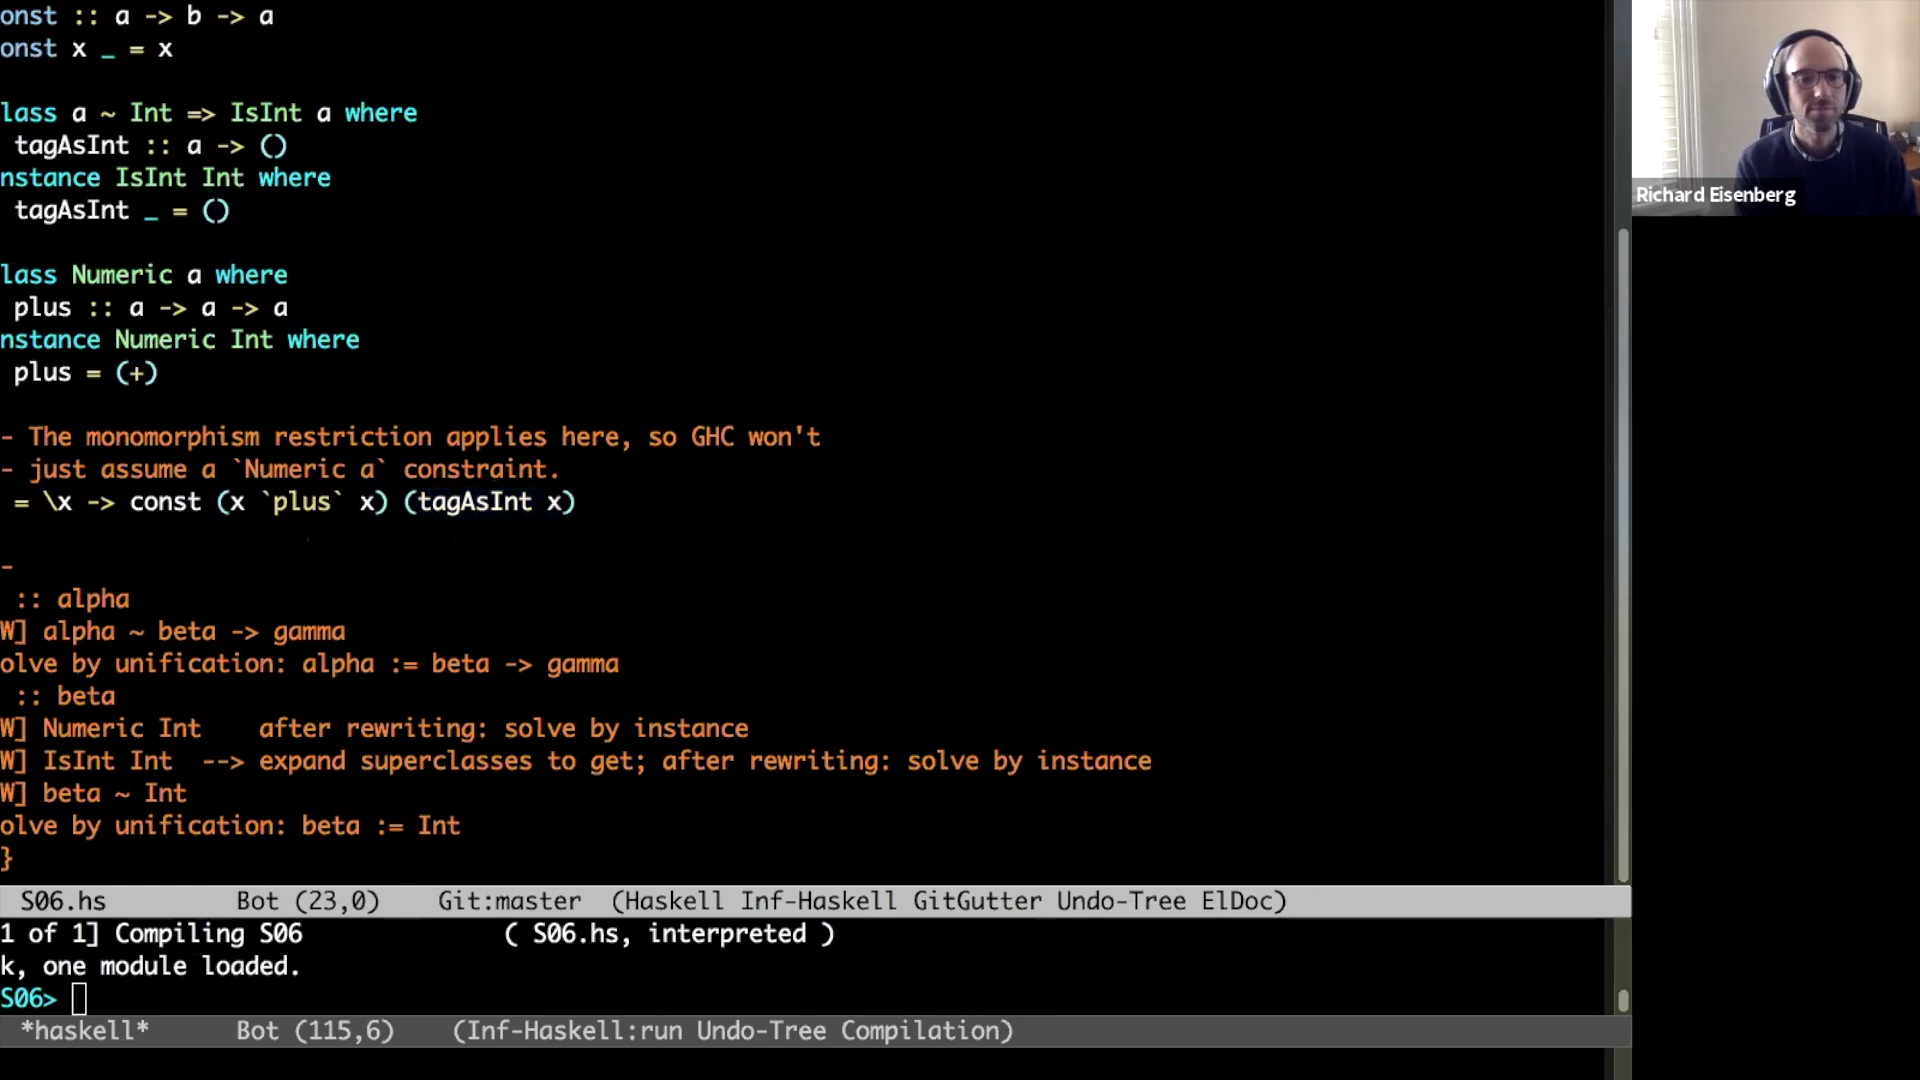 onst :: a -> b -> a
onst x _ = x
lass a ~ Int => IsInt a where
tagAsInt :: a -> ()
nstance IsInt Int where
tagAsInt _ = ()
lass Numeric a where
plus :: a -> a -> a
nstance Numeric Int where
plus = (+)
- The monomorphism restriction applies here, so GHC won't
- just assume a `Numeric a` constraint.
= \x -> const (x `plus` x) (tagAsInt x)
-
:: alpha
W] alpha ~ beta -> gamma
olve by unification: alpha := beta -> gamma
:: beta
W] Numeric Int    after rewriting: solve by instance
W] IsInt Int  --> expand superclasses to get; after rewriting: solve by instance
W] beta ~ Int
olve by unification: beta := Int
}
S06.hs         Bot (23,0)    Git:master  (Haskell Inf-Haskell GitGutter Undo-Tree ElDoc)
1 of 1] Compiling S06              ( S06.hs, interpreted )
k, one module loaded.
S06>
*haskell*      Bot (115,6)    (Inf-Haskell:run Undo-Tree Compilation)
Richard Eisenberg